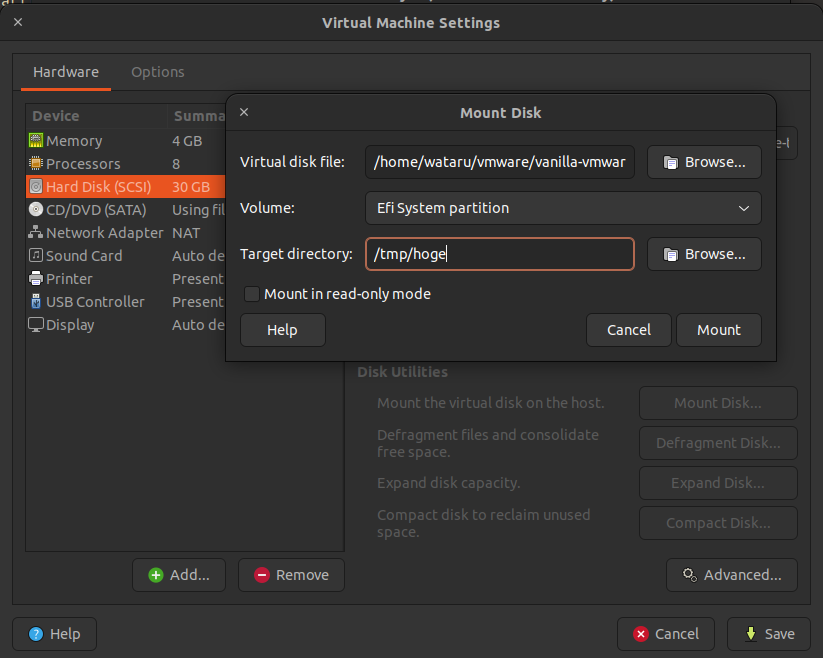 Virtual Machine Settings
Hardware
Options
Device
Summa
Memory
4 GB
Processors
8
Hard Disk (SCSI)
30 GB
CD/DVD (SATA)
Using fil
Network Adapter
NAT
Sound Card
Auto de
Printer
Present
USB Controller
Present
Display
Auto de
Mount Disk
Virtual disk file:
/home/wataru/vmware/vanilla-vmwar
Browse...
Volume:
Efi System partition
Target directory:
/tmp/hoge
Browse...
Mount in read-only mode
Help
Cancel
Mount
Disk Utilities
Mount the virtual disk on the host.
Mount Disk...
Defragment files and consolidate
free space.
Defragment Disk...
Expand disk capacity.
Expand Disk...
Compact disk to reclaim unused
space.
Compact Disk...
Add...
Remove
Advanced...
Help
Cancel
Save